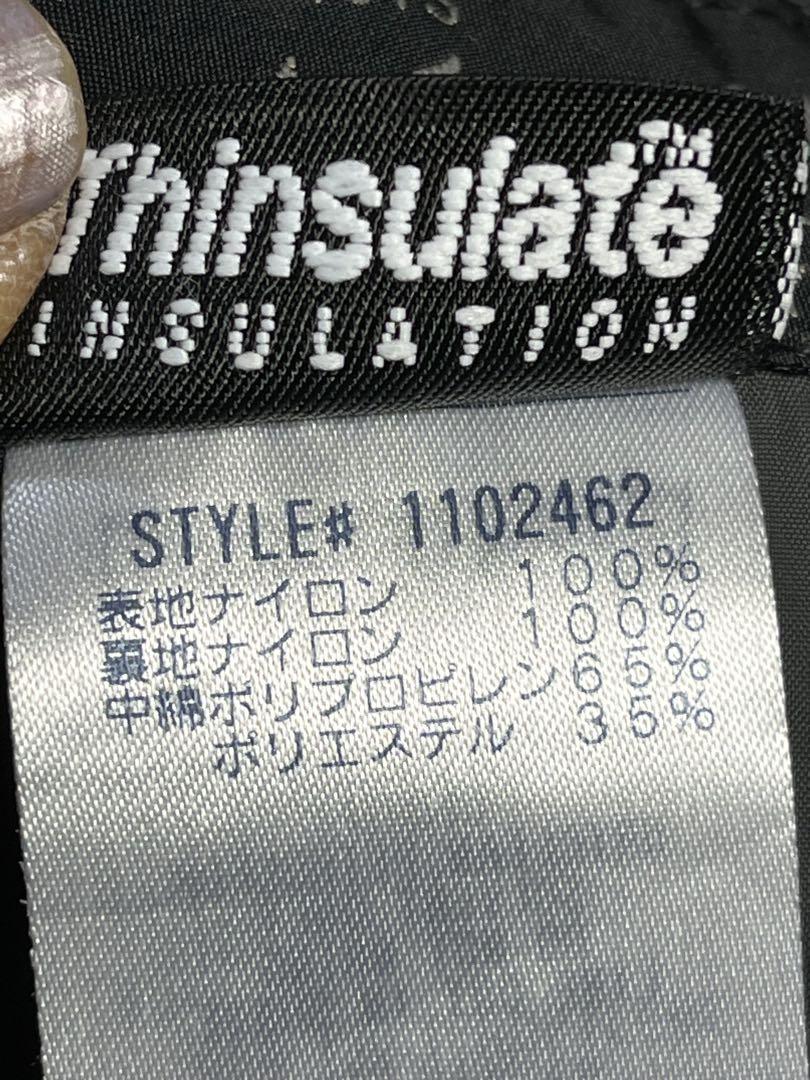 Thinsulate™
INSULATION
STYLE# 1102462
表地ナイロン 100%
裏地ナイロン 100%
中綿ポリプロピレン65%
ポリエステル 35%